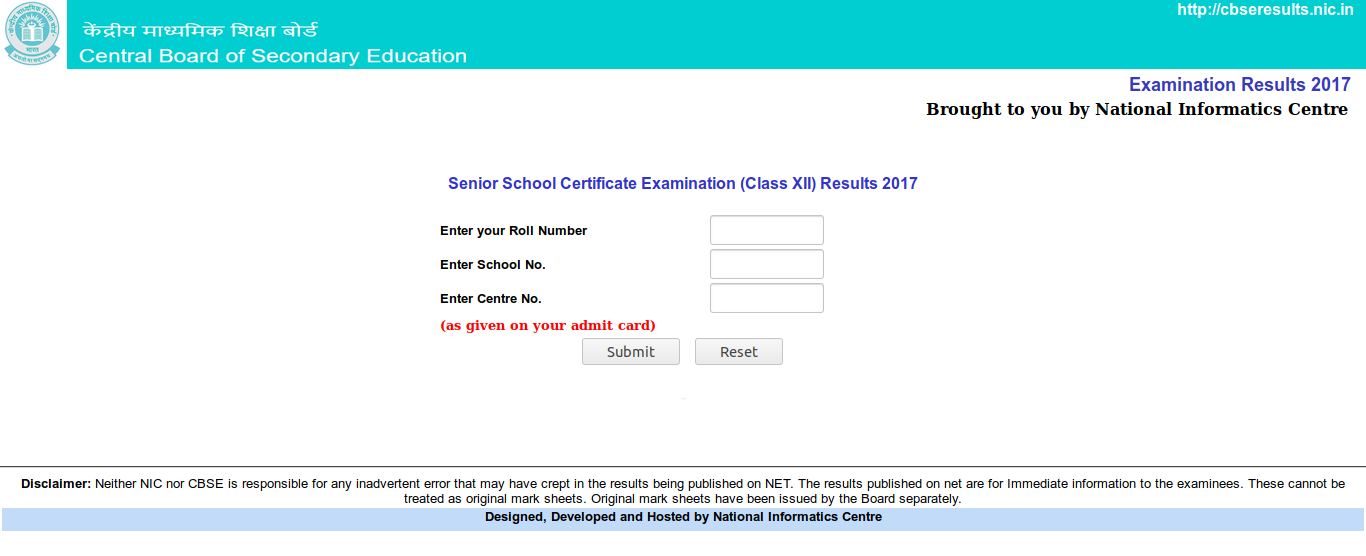 http://cbseresults.nic.in
केंद्रीय माध्यमिक शिक्षा बोर्ड
Central Board of Secondary Education
Examination Results 2017
Brought to you by National Informatics Centre
Senior School Certificate Examination (Class XII) Results 2017
Enter your Roll Number
Enter School No.
Enter Centre No.
(as given on your admit card)
Submit Reset
Disclaimer: Neither NIC nor CBSE is responsible for any inadvertent error that may have crept in the results being published on NET. The results published on net are for Immediate information to the examinees. These cannot be
treated as original mark sheets. Original mark sheets have been issued by the Board separately.
Designed, Developed and Hosted by National Informatics Centre